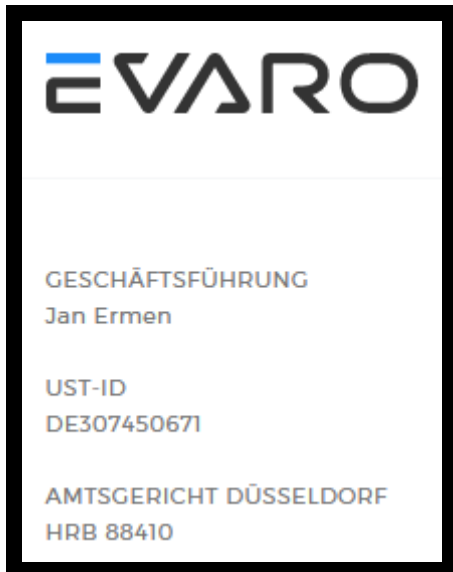 EVARO
GESCHÄFTSFÜHRUNG
Jan Ermen
UST-ID
DE307450671
AMTSGERICHT DÜSSELDORF
HRB 88410